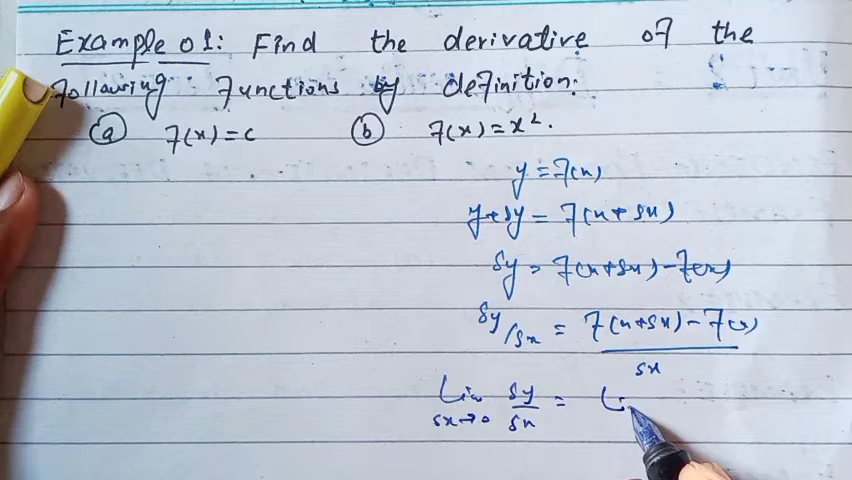 Example 01: Find the derivative of the
following functions by definition:
(a) f(x) = c (b) f(x) = x².
y = f(x)
y+δy = f(x+δx)
δy = f(x+δx) - f(x)
δy/δx = f(x+δx) - f(x)
δx
Lim δy = Li
δx→0 δx